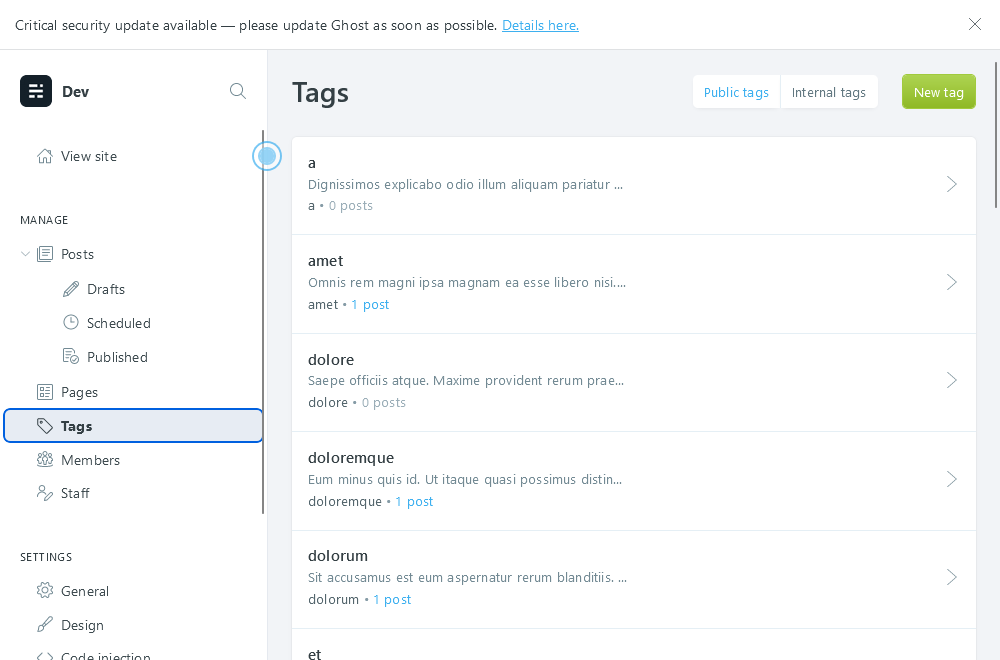 Critical security update available — please update Ghost as soon as possible. Details here.
Dev
View site
MANAGE
Posts
Drafts
Scheduled
Published
Pages
Tags
Members
Staff
SETTINGS
General
Design
Code injection
Tags
Public tags
Internal tags
New tag
a
Dignissimos explicabo odio illum aliquam pariatur ...
a • 0 posts
amet
Omnis rem magni ipsa magnam ea esse libero nisi....
amet • 1 post
dolore
Saepe officiis atque. Maxime provident rerum prae...
dolore • 0 posts
doloremque
Eum minus quis id. Ut itaque quasi possimus distin...
doloremque • 1 post
dolorum
Sit accusamus est eum aspernatur rerum blanditiis. ...
dolorum • 1 post
et